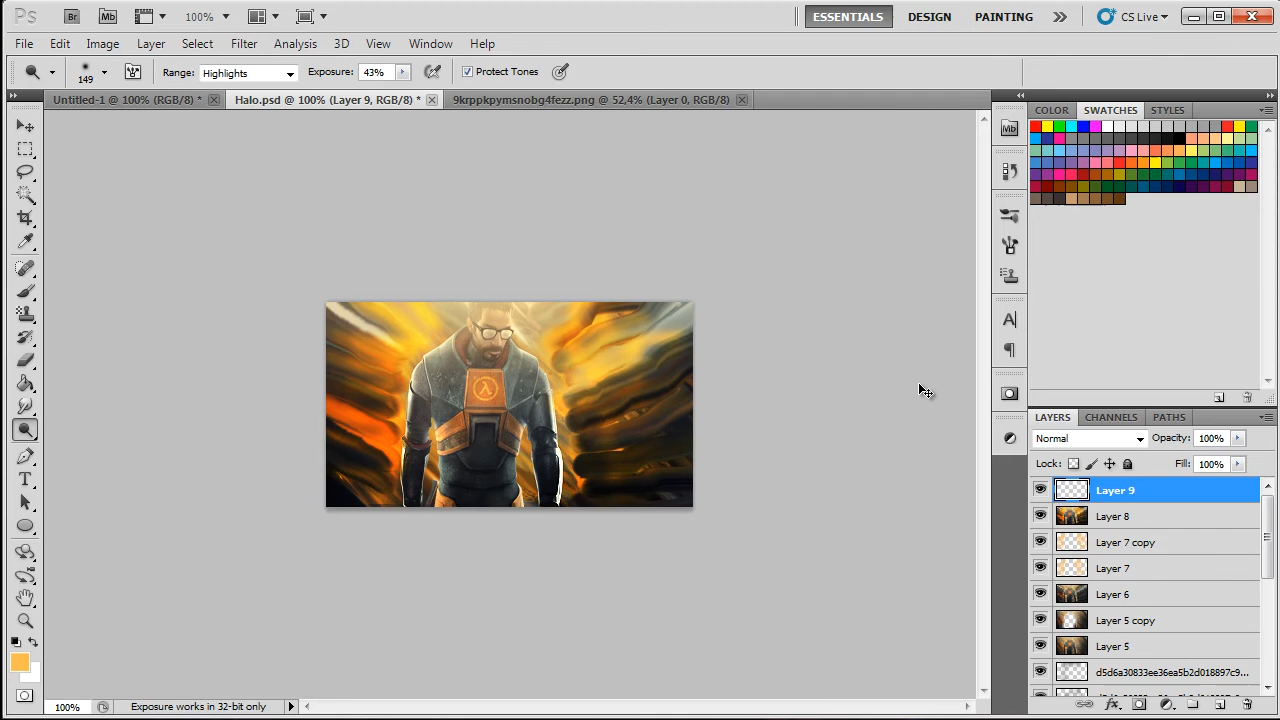 Ps Br Mb 100% ESSENTIALS DESIGN PAINTING CS Live
File Edit Image Layer Select Filter Analysis 3D View Window Help
149 Range: Highlights Exposure: 43% Protect Tones
Untitled-1 @ 100% (RGB/8) * Halo.psd @ 100% (Layer 9, RGB/8) * 9krppkpymsnobg4fezz.png @ 52,4% (Layer 0, RGB/8)
COLOR SWATCHES STYLES
Mb
λ
LAYERS CHANNELS PATHS
Normal Opacity: 100%
Lock: Fill: 100%
Layer 9
Layer 8
Layer 7 copy
Layer 7
Layer 6
Layer 5 copy
Layer 5
d5d6a30833ee36ea5b2d018897c9...
100% Exposure works in 32-bit only